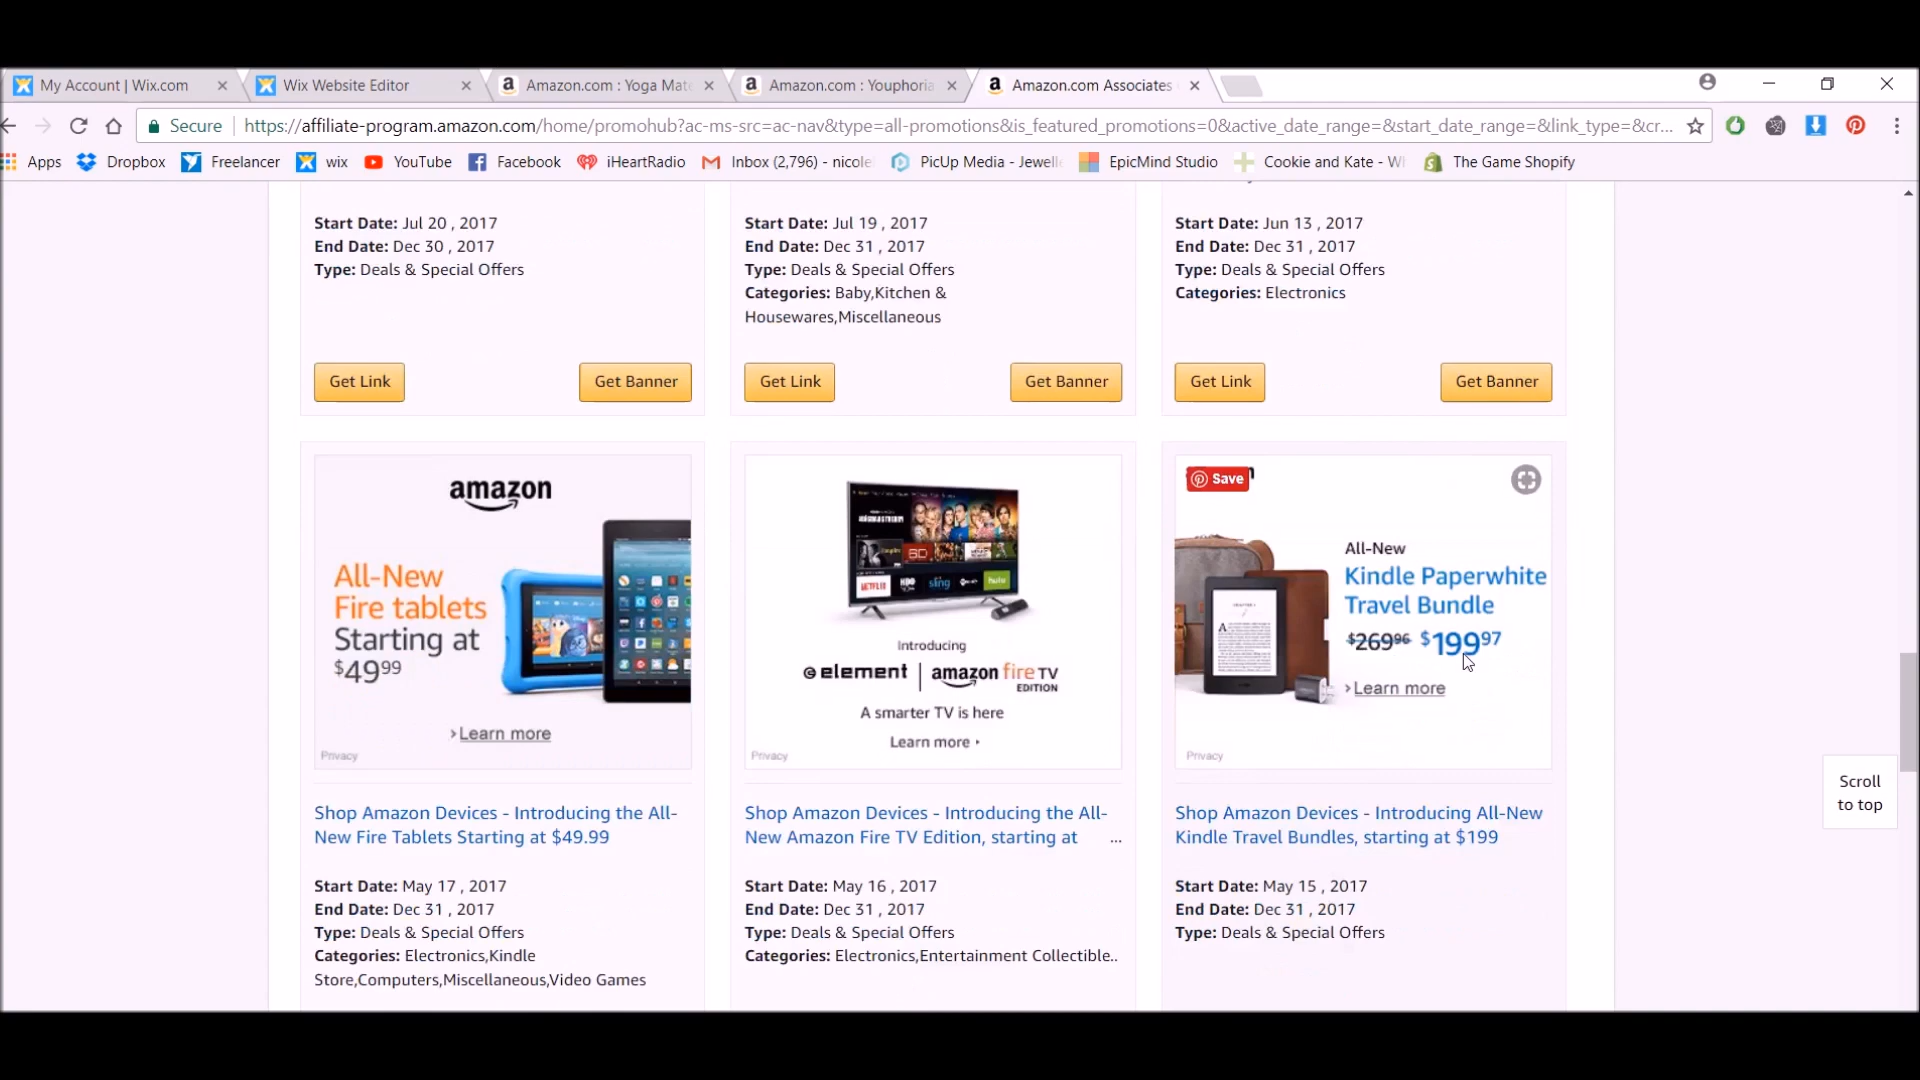 My Account | Wix.com
Wix Website Editor
Amazon.com : Yoga Mat
Amazon.com : Youphoria
Amazon.com Associates
Secure
https://affiliate-program.amazon.com/home/promohub?ac-ms-src=ac-nav&type=all-promotions&is_featured_promotions=0&active_date_range=&start_date_range=&link_type=&cr...
Apps
Dropbox
Freelancer
wix
YouTube
Facebook
iHeartRadio
Inbox (2,796) - nicole
PicUp Media - Jewell
EpicMind Studio
Cookie and Kate - W
The Game Shopify
Start Date: Jul 20 , 2017
End Date: Dec 30 , 2017
Type: Deals & Special Offers
Get Link
Get Banner
Start Date: Jul 19 , 2017
End Date: Dec 31 , 2017
Type: Deals & Special Offers
Categories: Baby,Kitchen &
Housewares,Miscellaneous
Get Link
Get Banner
Start Date: Jun 13 , 2017
End Date: Dec 31 , 2017
Type: Deals & Special Offers
Categories: Electronics
Get Link
Get Banner
amazon
All-New
Fire tablets
Starting at
$49 99
Learn more
Privacy
Shop Amazon Devices - Introducing the All-
New Fire Tablets Starting at $49.99
Start Date: May 17 , 2017
End Date: Dec 31 , 2017
Type: Deals & Special Offers
Categories: Electronics,Kindle
Store,Computers,Miscellaneous,Video Games
NETFLIX
HBO
sling
hulu
Introducing
element | amazon fire TV
EDITION
A smarter TV is here
Learn more
Privacy
Shop Amazon Devices - Introducing the All-
New Amazon Fire TV Edition, starting at ...
Start Date: May 16 , 2017
End Date: Dec 31 , 2017
Type: Deals & Special Offers
Categories: Electronics,Entertainment Collectible..
Save
All-New
Kindle Paperwhite
Travel Bundle
$269 96 $199 97
Learn more
Privacy
Shop Amazon Devices - Introducing All-New
Kindle Travel Bundles, starting at $199
Start Date: May 15 , 2017
End Date: Dec 31 , 2017
Type: Deals & Special Offers
Scroll
to top